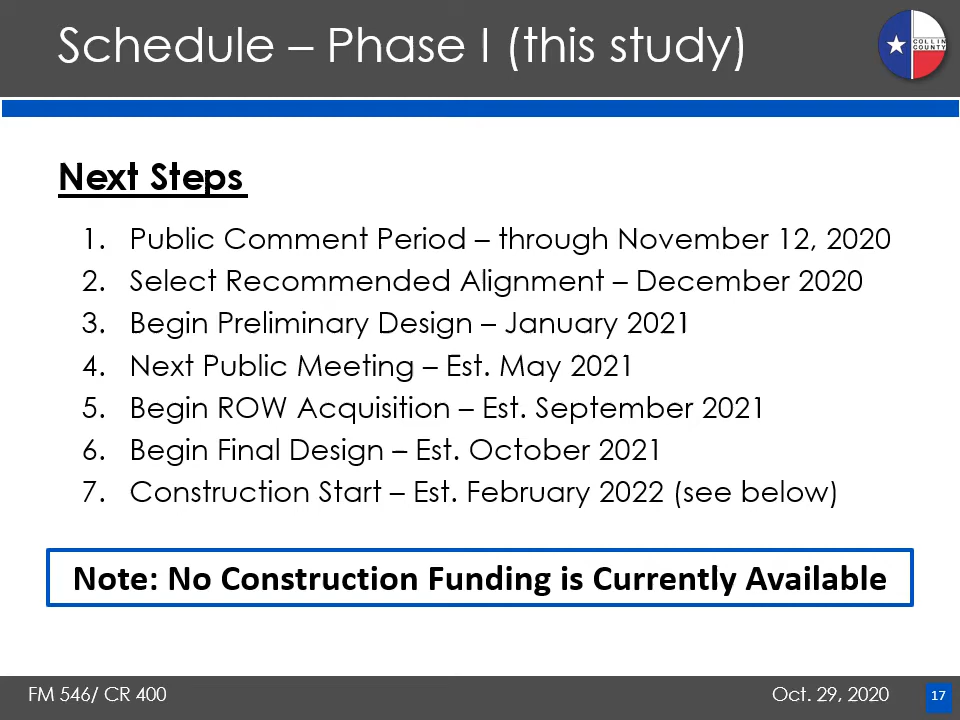 Schedule – Phase I (this study)
COLLIN
COUNTY
Next Steps
1. Public Comment Period – through November 12, 2020
2. Select Recommended Alignment – December 2020
3. Begin Preliminary Design – January 2021
4. Next Public Meeting – Est. May 2021
5. Begin ROW Acquisition – Est. September 2021
6. Begin Final Design – Est. October 2021
7. Construction Start – Est. February 2022 (see below)
Note: No Construction Funding is Currently Available
FM 546/ CR 400
Oct. 29, 2020
17